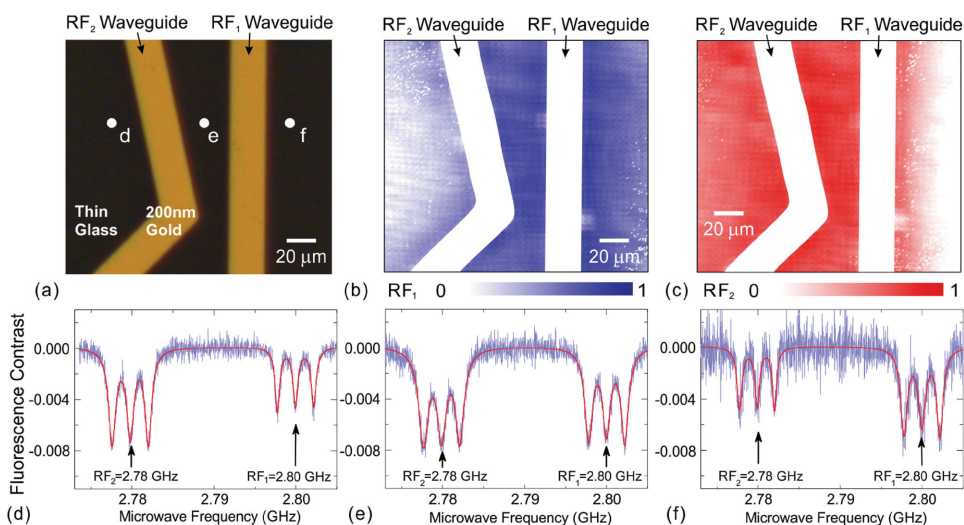 RF₂ Waveguide RF₁ Waveguide
d e f
Thin Glass
200nm Gold
20 μm
(a)
RF₂ Waveguide RF₁ Waveguide
20 μm
(b) RF₁ 0 1
RF₂ Waveguide RF₁ Waveguide
20 μm
(c) RF₂ 0 1
Fluorescence Contrast
0.000
-0.004
-0.008
RF₂=2.78 GHz RF₁=2.80 GHz
2.78 2.79 2.80
(d) Microwave Frequency (GHz)
0.000
-0.004
-0.008
RF₂=2.78 GHz RF₁=2.80 GHz
2.78 2.79 2.80
(e) Microwave Frequency (GHz)
0.000
-0.004
-0.008
RF₂=2.78 GHz RF₁=2.80 GHz
2.78 2.79 2.80
(f) Microwave Frequency (GHz)